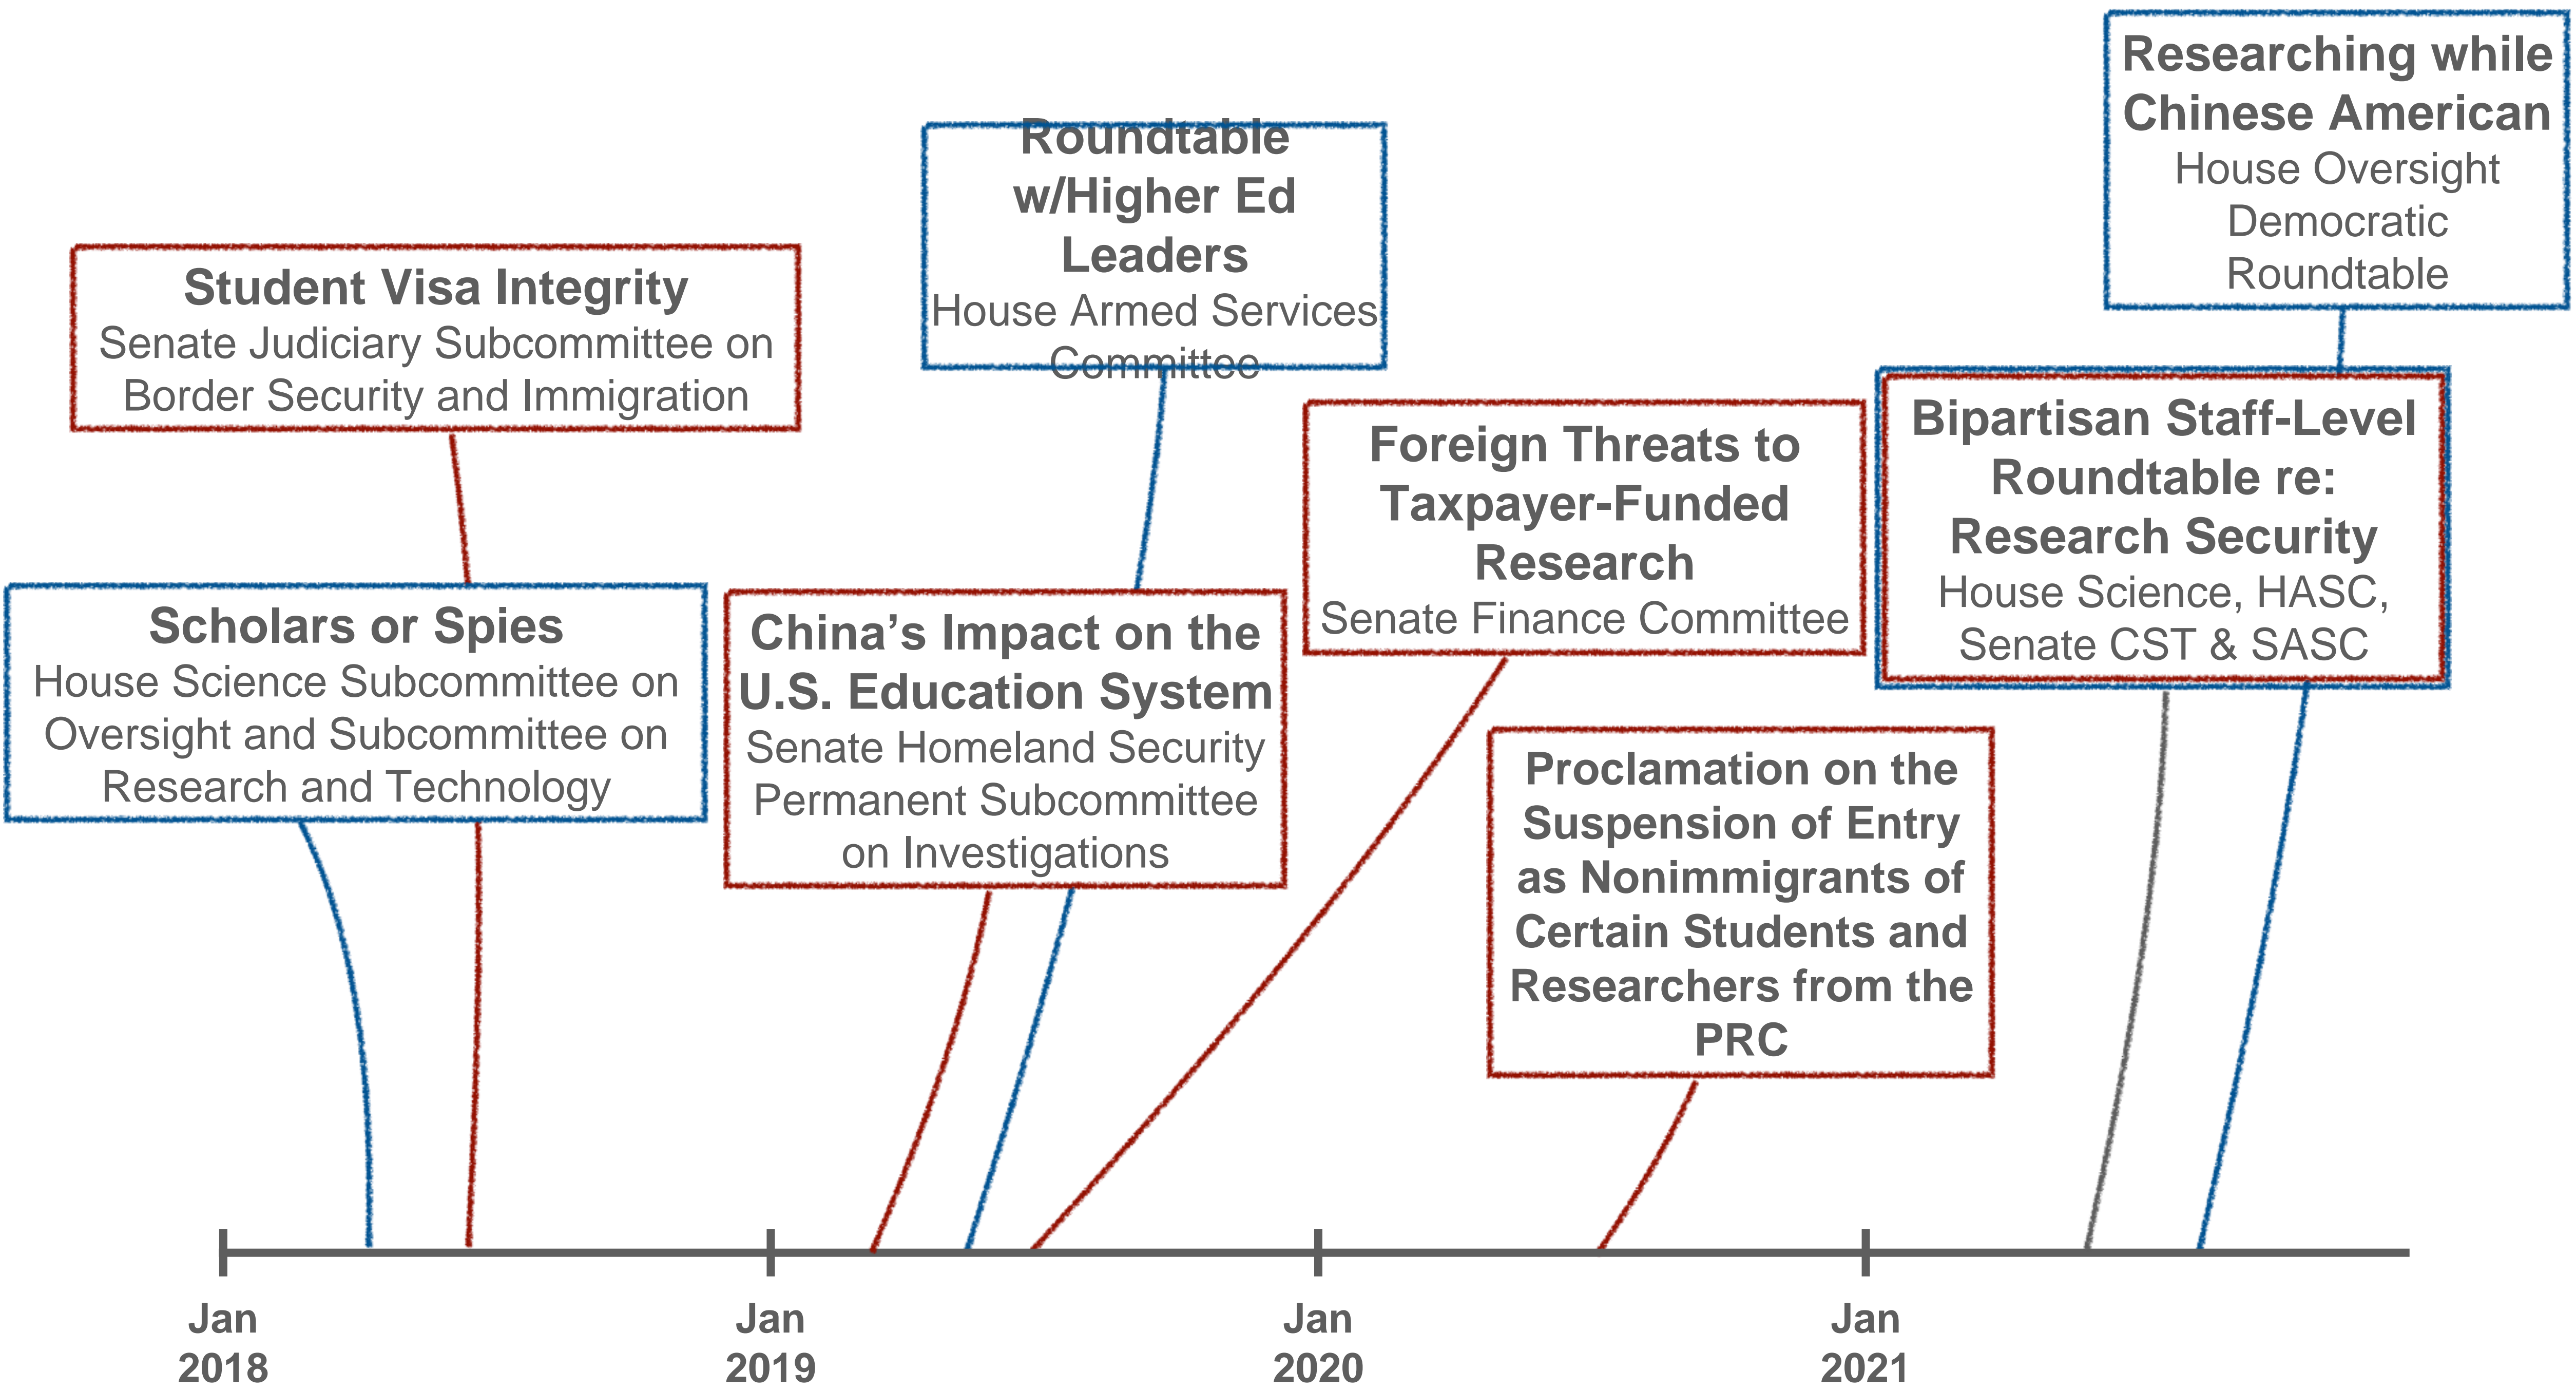 Student Visa Integrity
Senate Judiciary Subcommittee on
Border Security and Immigration
Scholars or Spies
House Science Subcommittee on
Oversight and Subcommittee on
Research and Technology
Roundtable
w/Higher Ed
Leaders
House Armed Services
Committee
China’s Impact on the
U.S. Education System
Senate Homeland Security
Permanent Subcommittee
on Investigations
Foreign Threats to
Taxpayer-Funded
Research
Senate Finance Committee
Proclamation on the
Suspension of Entry
as Nonimmigrants of
Certain Students and
Researchers from the
PRC
Researching while
Chinese American
House Oversight
Democratic
Roundtable
Bipartisan Staff-Level
Roundtable re:
Research Security
House Science, HASC,
Senate CST & SASC
Jan
2018
Jan
2019
Jan
2020
Jan
2021